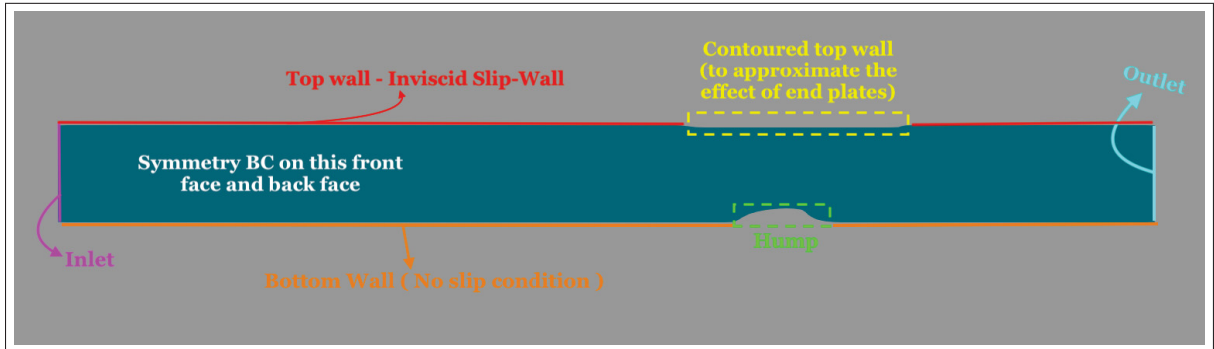 Contoured top wall
(to approximate the
effect of end plates)
Top wall - Inviscid Slip-Wall
Outlet
Symmetry BC on this front
face and back face
Hump
Inlet
Bottom Wall ( No slip condition )